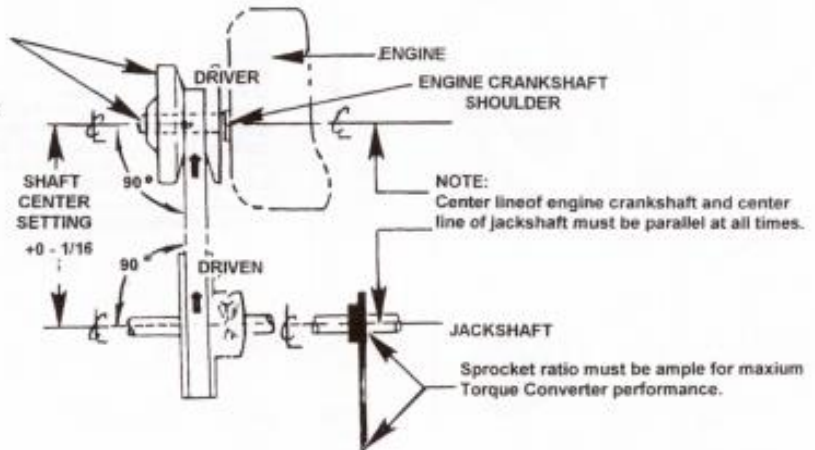 ENGINE
DRIVER
ENGINE CRANKSHAFT
SHOULDER
SHAFT
CENTER
SETTING
+0 - 1/16
90°
NOTE:
Center lineof engine crankshaft and center
line of jackshaft must be parallel at all times.
90°
DRIVEN
JACKSHAFT
Sprocket ratio must be ample for maxium
Torque Converter performance.